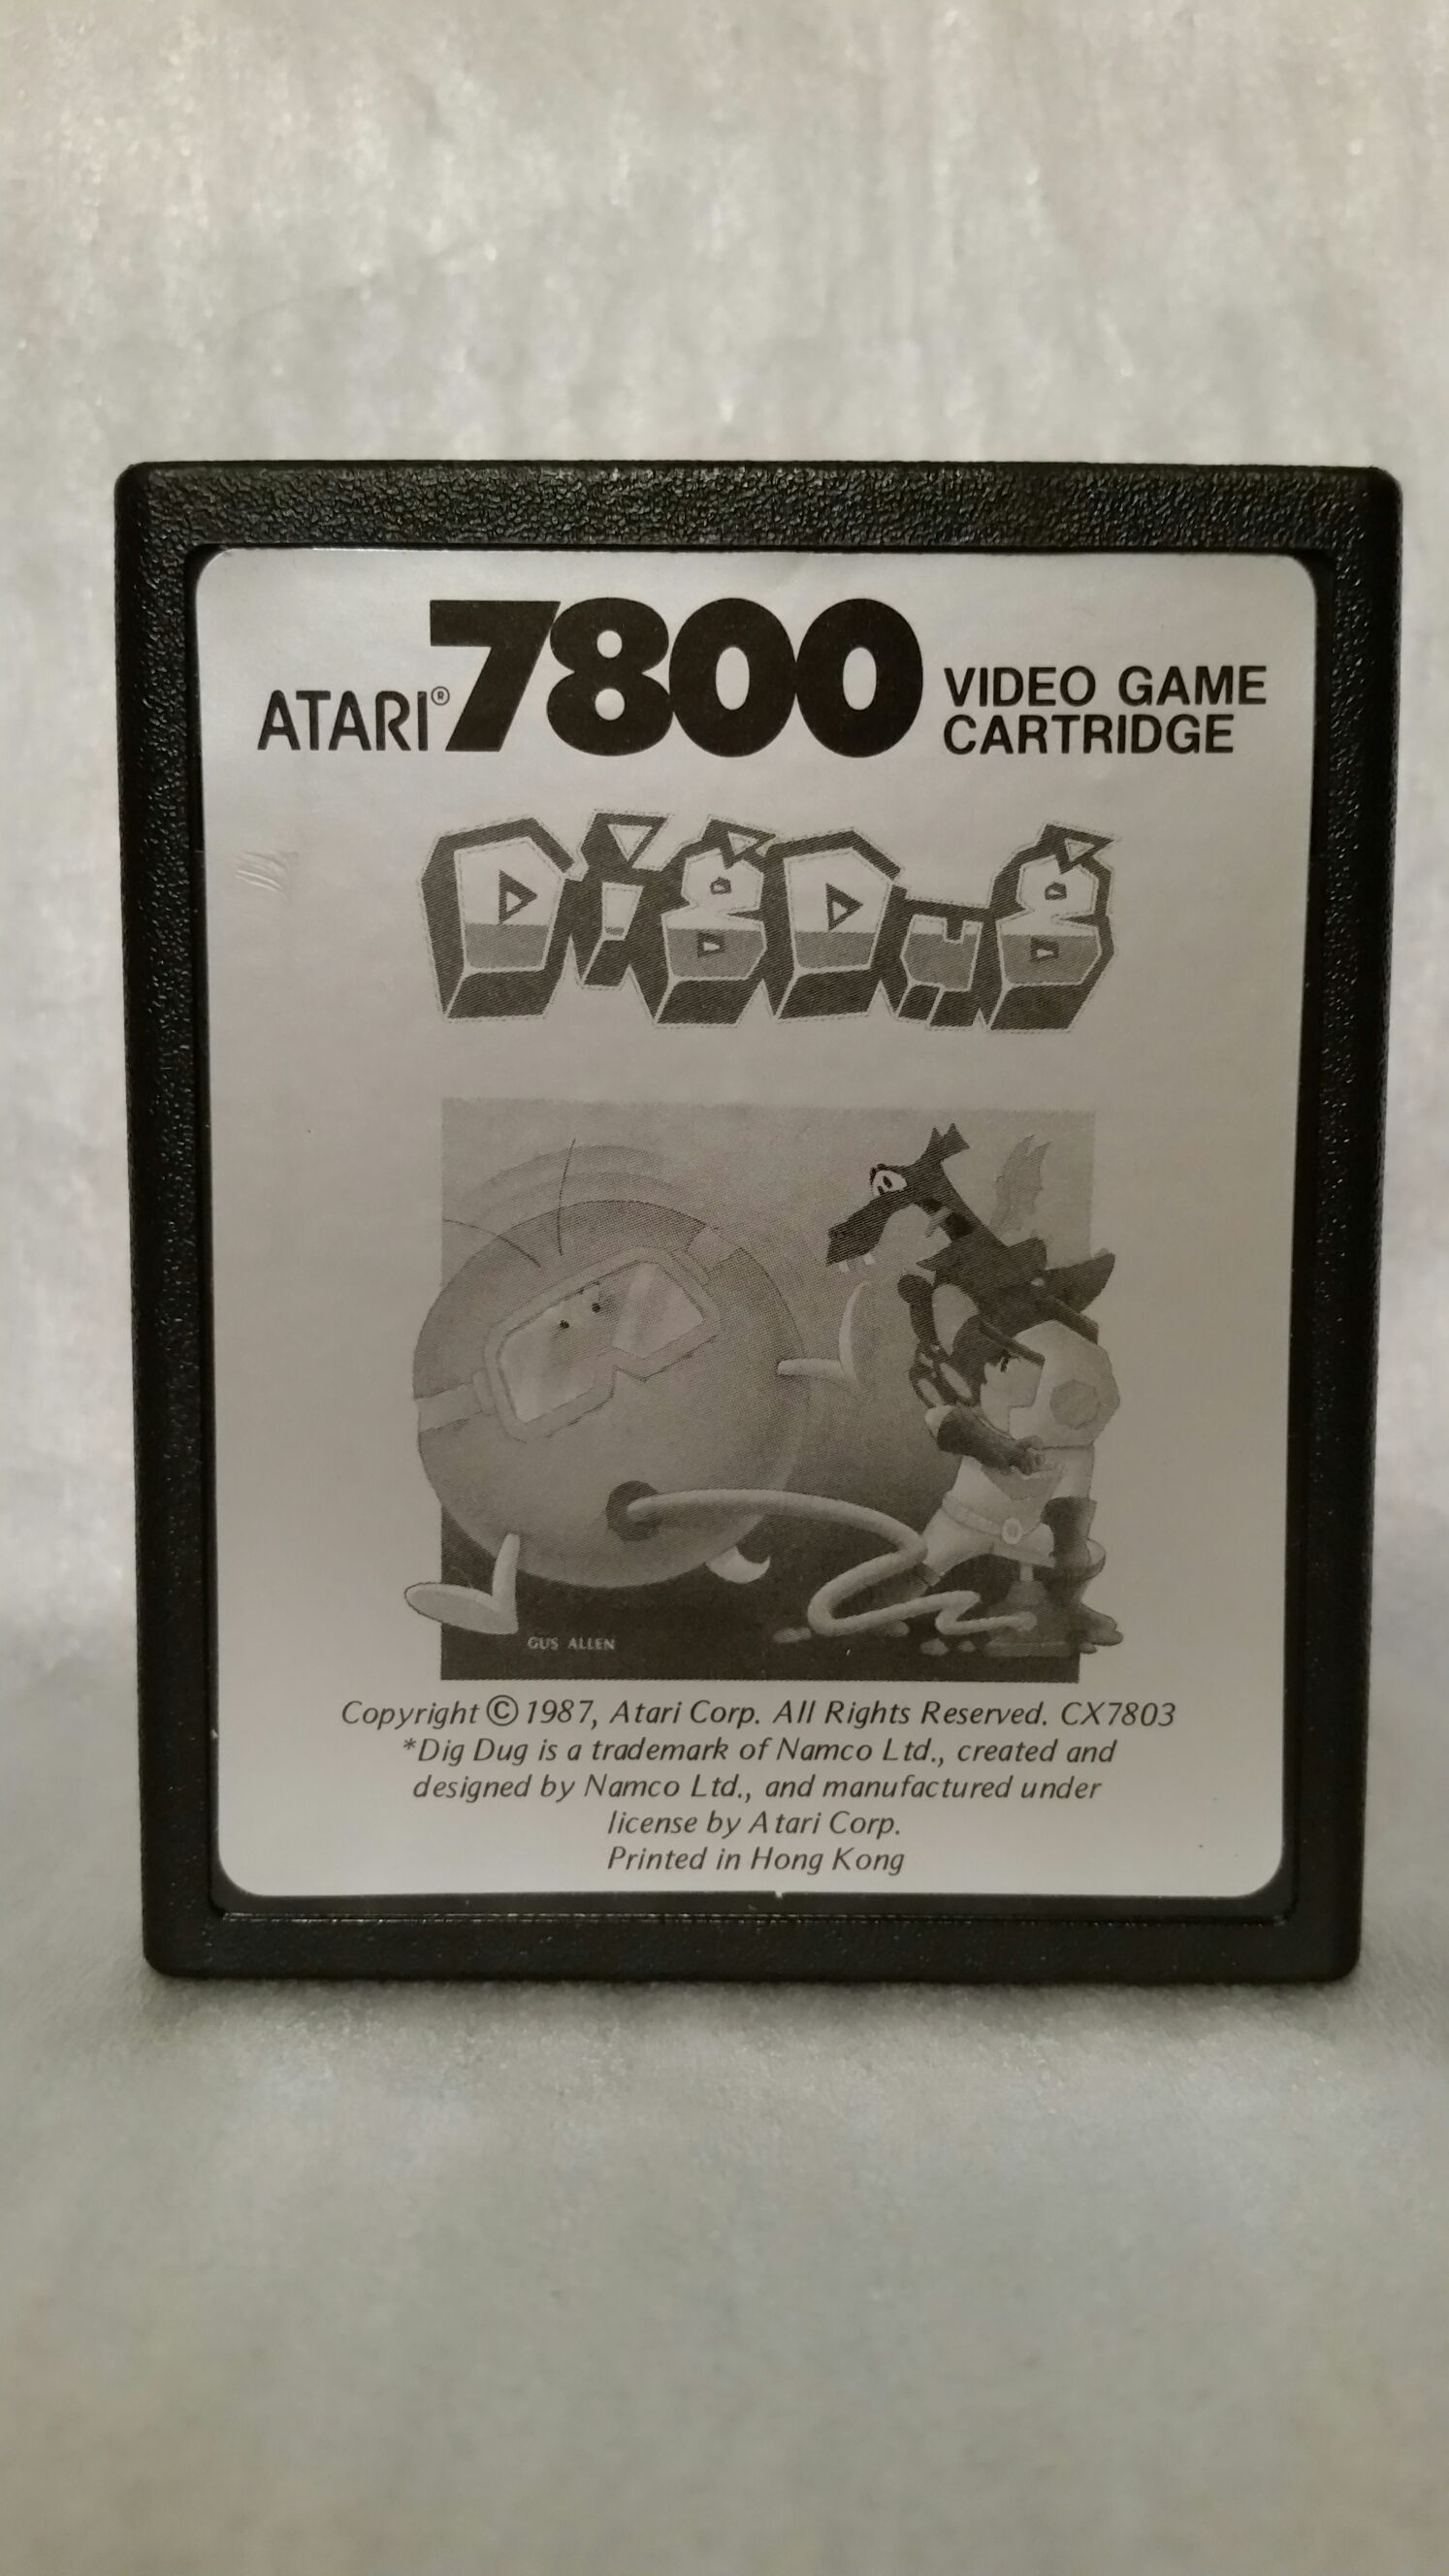 ATARI® 7800 VIDEO GAME
CARTRIDGE
Dig Dug
GUS ALLEN
Copyright © 1987, Atari Corp. All Rights Reserved. CX7803
*Dig Dug is a trademark of Namco Ltd., created and
designed by Namco Ltd., and manufactured under
license by Atari Corp.
Printed in Hong Kong